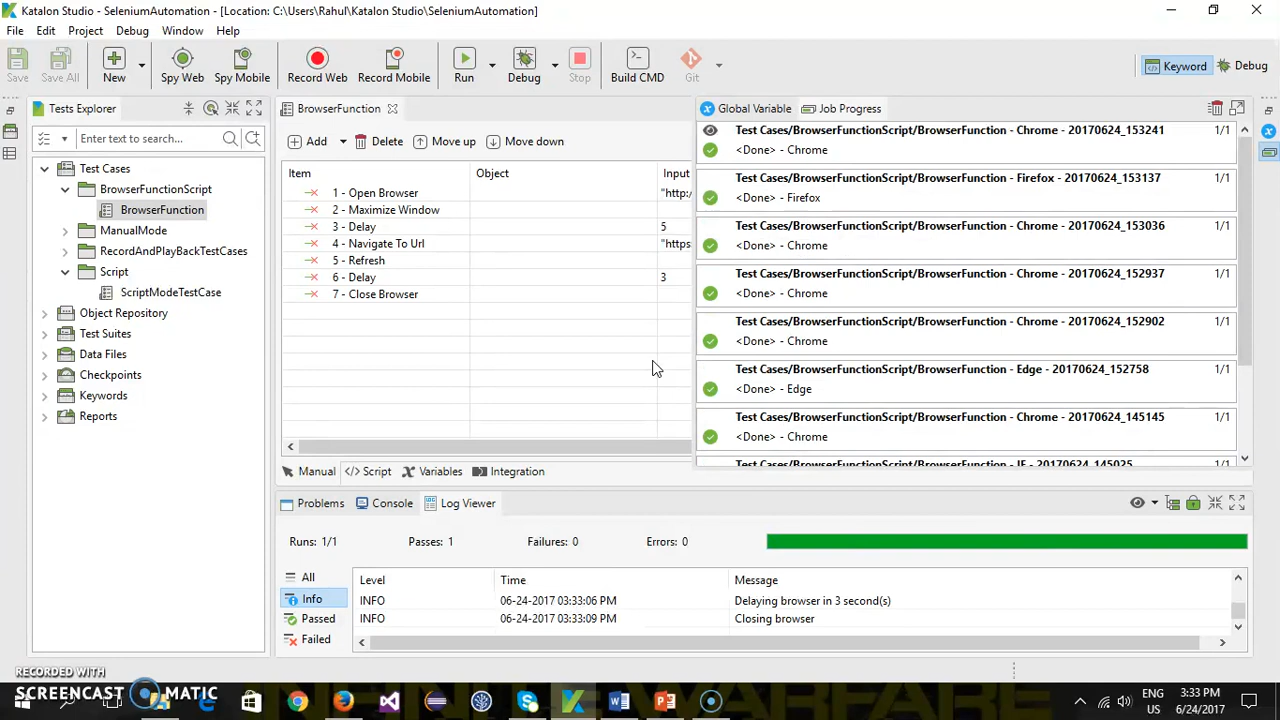 Katalon Studio - SeleniumAutomation - [Location: C:\Users\Rahul\Katalon Studio\SeleniumAutomation]
File Edit Project Debug Window Help
Save Save All New Spy Web Spy Mobile Record Web Record Mobile Run Debug Stop Build CMD Git Keyword Debug
Tests Explorer
Enter text to search...
Test Cases
BrowserFunctionScript
BrowserFunction
ManualMode
RecordAndPlayBackTestCases
Script
ScriptModeTestCase
Object Repository
Test Suites
Data Files
Checkpoints
Keywords
Reports
BrowserFunction
Add Delete Move up Move down
Item Object Input
1 - Open Browser "http:/
2 - Maximize Window
3 - Delay 5
4 - Navigate To Url "https
5 - Refresh
6 - Delay 3
7 - Close Browser
Manual </> Script Variables Integration
Global Variable Job Progress
Test Cases/BrowserFunctionScript/BrowserFunction - Chrome - 20170624_153241 1/1
<Done> - Chrome
Test Cases/BrowserFunctionScript/BrowserFunction - Firefox - 20170624_153137 1/1
<Done> - Firefox
Test Cases/BrowserFunctionScript/BrowserFunction - Chrome - 20170624_153036 1/1
<Done> - Chrome
Test Cases/BrowserFunctionScript/BrowserFunction - Chrome - 20170624_152937 1/1
<Done> - Chrome
Test Cases/BrowserFunctionScript/BrowserFunction - Chrome - 20170624_152902 1/1
<Done> - Chrome
Test Cases/BrowserFunctionScript/BrowserFunction - Edge - 20170624_152758 1/1
<Done> - Edge
Test Cases/BrowserFunctionScript/BrowserFunction - Chrome - 20170624_145145 1/1
<Done> - Chrome
Test Cases/BrowserFunctionScript/BrowserFunction - IE - 20170624_145025 1/1
Problems Console Log Viewer
Runs: 1/1 Passes: 1 Failures: 0 Errors: 0
All
Info
Passed
Failed
Level Time Message
INFO 06-24-2017 03:33:06 PM Delaying browser in 3 second(s)
INFO 06-24-2017 03:33:09 PM Closing browser
RECORDED WITH
SCREENCAST MATIC
ENG 3:33 PM
US 6/24/2017